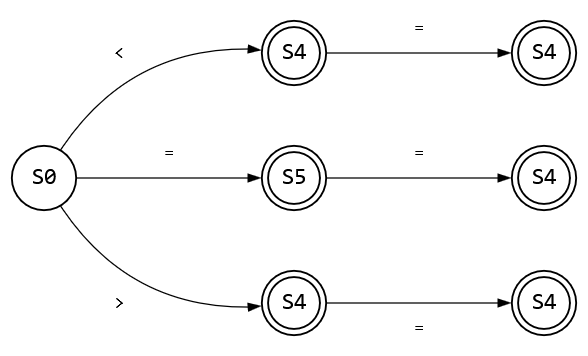 =
< S4 S4
= =
S0 S5 S4
> S4 S4
=